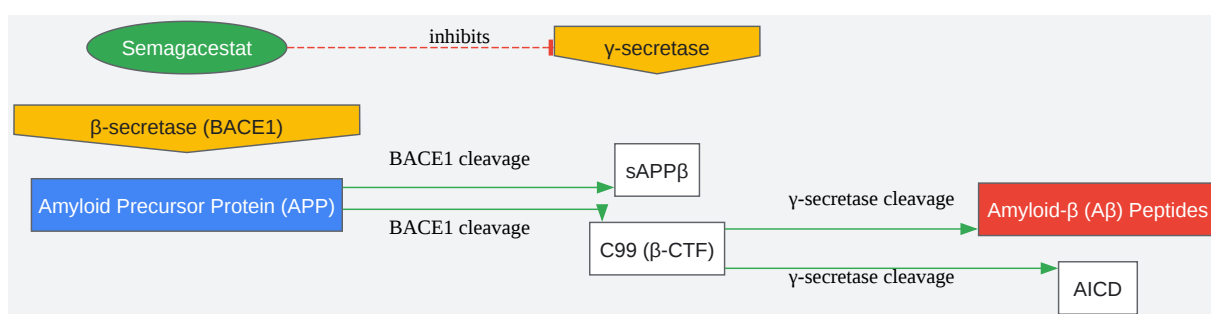 Semagacestat
inhibits
γ-secretase
β-secretase (BACE1)
BACE1 cleavage
sAPPβ
Amyloid Precursor Protein (APP)
γ-secretase cleavage
Amyloid-β (Aβ) Peptides
BACE1 cleavage
C99 (β-CTF)
γ-secretase cleavage
AICD